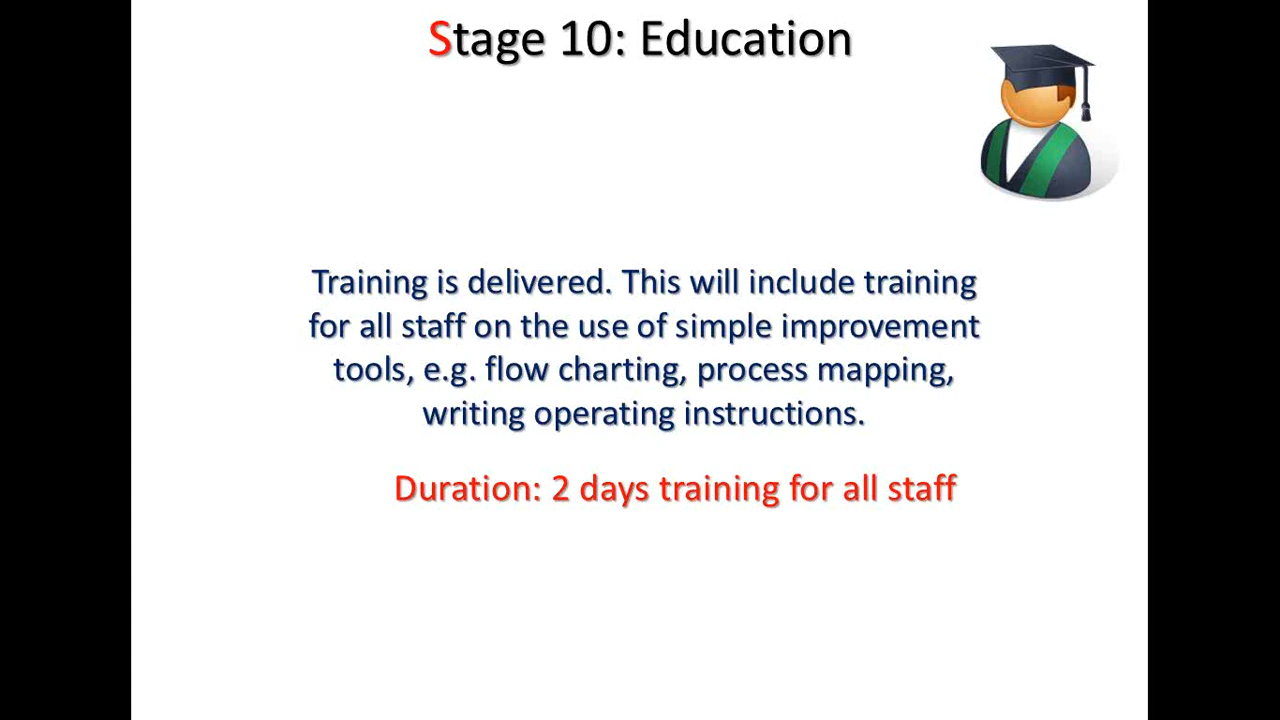 Stage 10: Education
Training is delivered. This will include training
for all staff on the use of simple improvement
tools, e.g. flow charting, process mapping,
writing operating instructions.
Duration: 2 days training for all staff